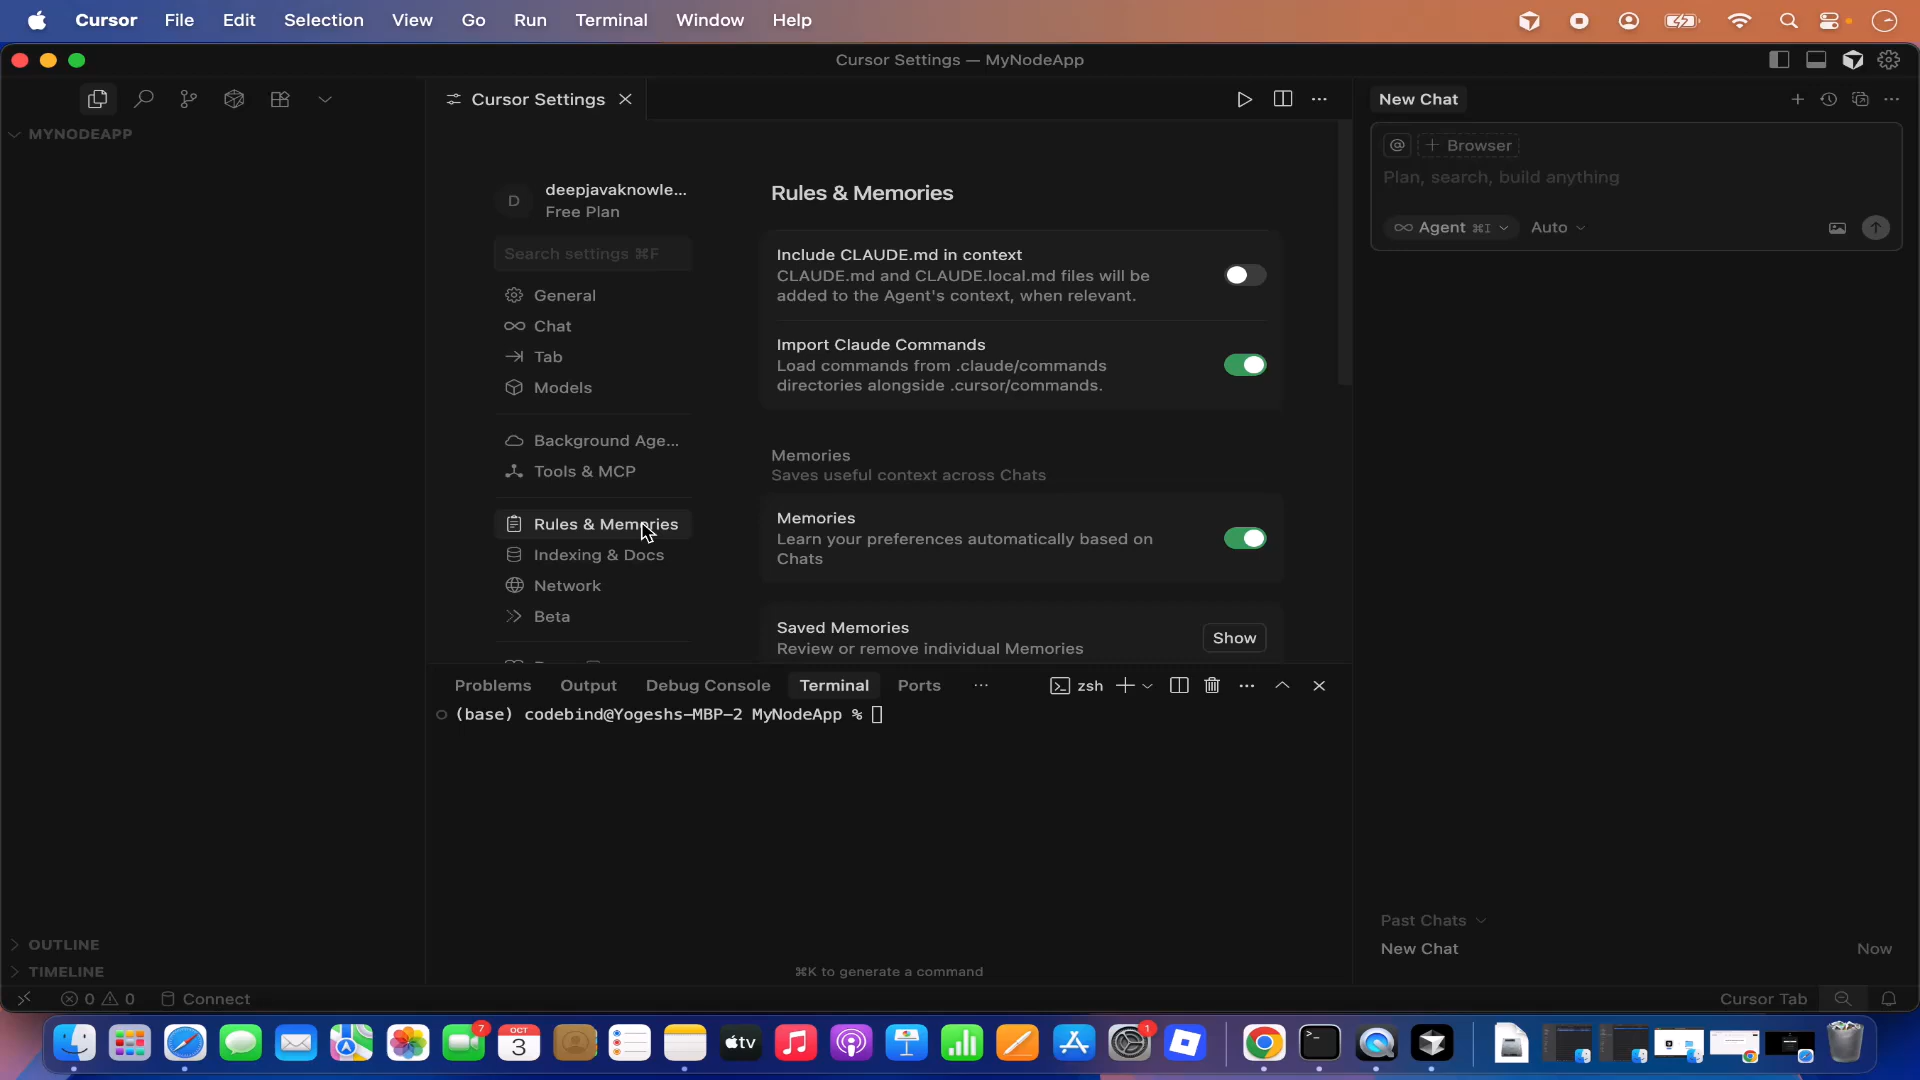 Cursor File Edit Selection View Go Run Terminal Window Help
Cursor Settings — MyNodeApp
Cursor Settings
New Chat
MYNODEAPP
@ + Browser
Plan, search, build anything
Agent ⌘I Auto
D
deepjavaknowle...
Free Plan
Search settings ⌘F
General
Chat
Tab
Models
Background Age...
Tools & MCP
Rules & Memories
Indexing & Docs
Network
Beta
Rules & Memories
Include CLAUDE.md in context
CLAUDE.md and CLAUDE.local.md files will be
added to the Agent's context, when relevant.
Import Claude Commands
Load commands from .claude/commands
directories alongside .cursor/commands.
Memories
Saves useful context across Chats
Memories
Learn your preferences automatically based on
Chats
Saved Memories
Review or remove individual Memories
Show
Problems Output Debug Console Terminal Ports ... zsh
(base) codebind@Yogeshs-MBP-2 MyNodeApp %
⌘K to generate a command
Past Chats
New Chat Now
OUTLINE
TIMELINE
0 0 Connect
Cursor Tab
7
OCT
3
tv
1